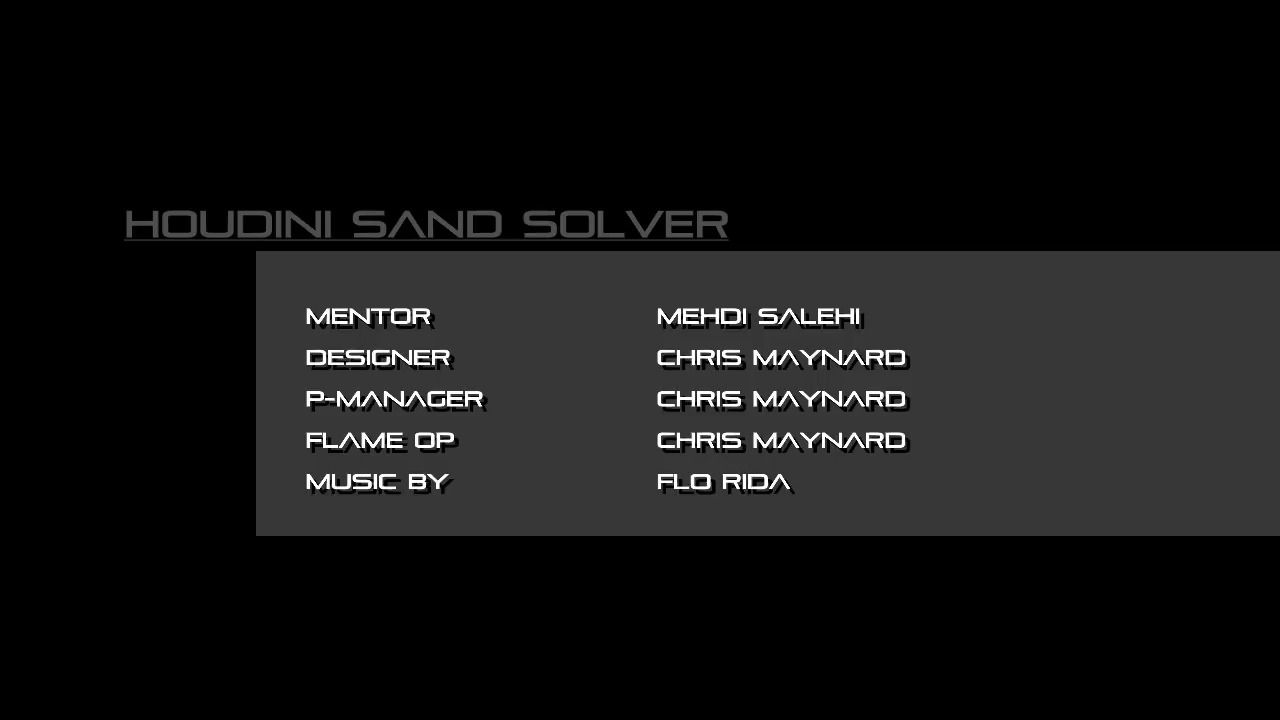 HOUDINI SAND SOLVER
MENTOR MEHDI SALEHI
DESIGNER CHRIS MAYNARD
P-MANAGER CHRIS MAYNARD
FLAME OP CHRIS MAYNARD
MUSIC BY FLO RIDA